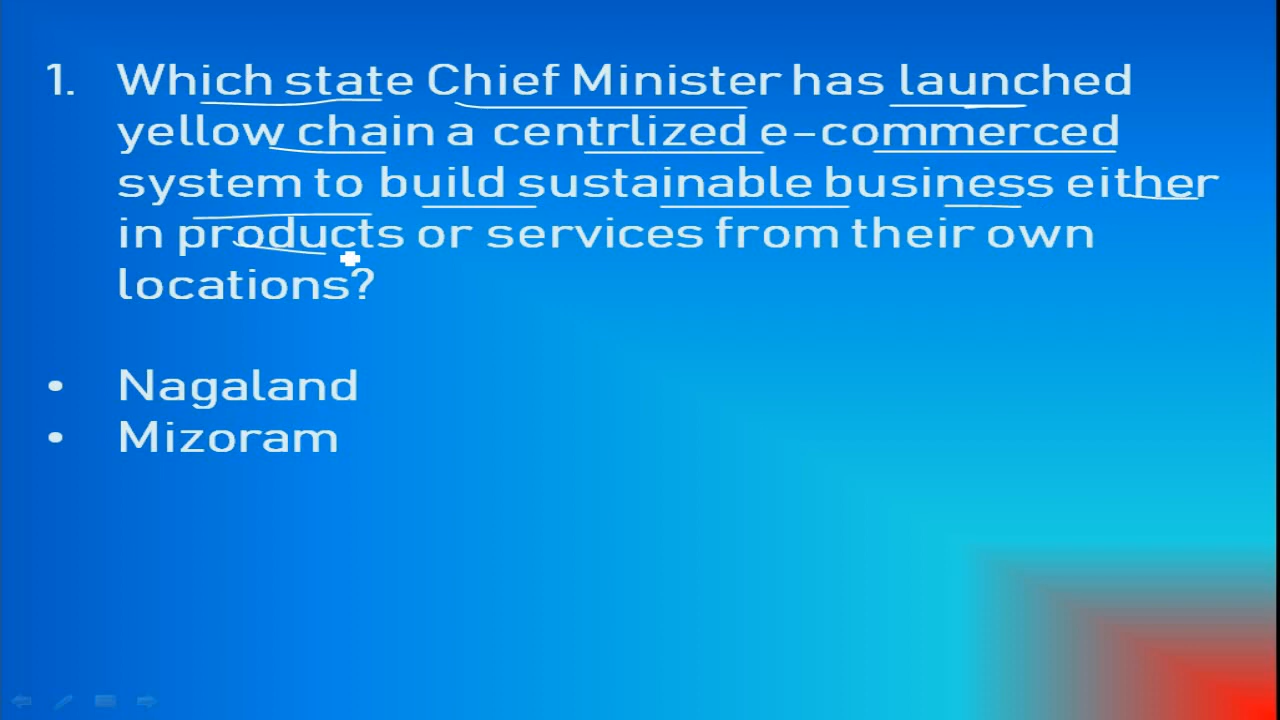 1. Which state Chief Minister has launched
yellow chain a centrlized e-commerced
system to build sustainable business either
in products or services from their own
locations?
• Nagaland
• Mizoram